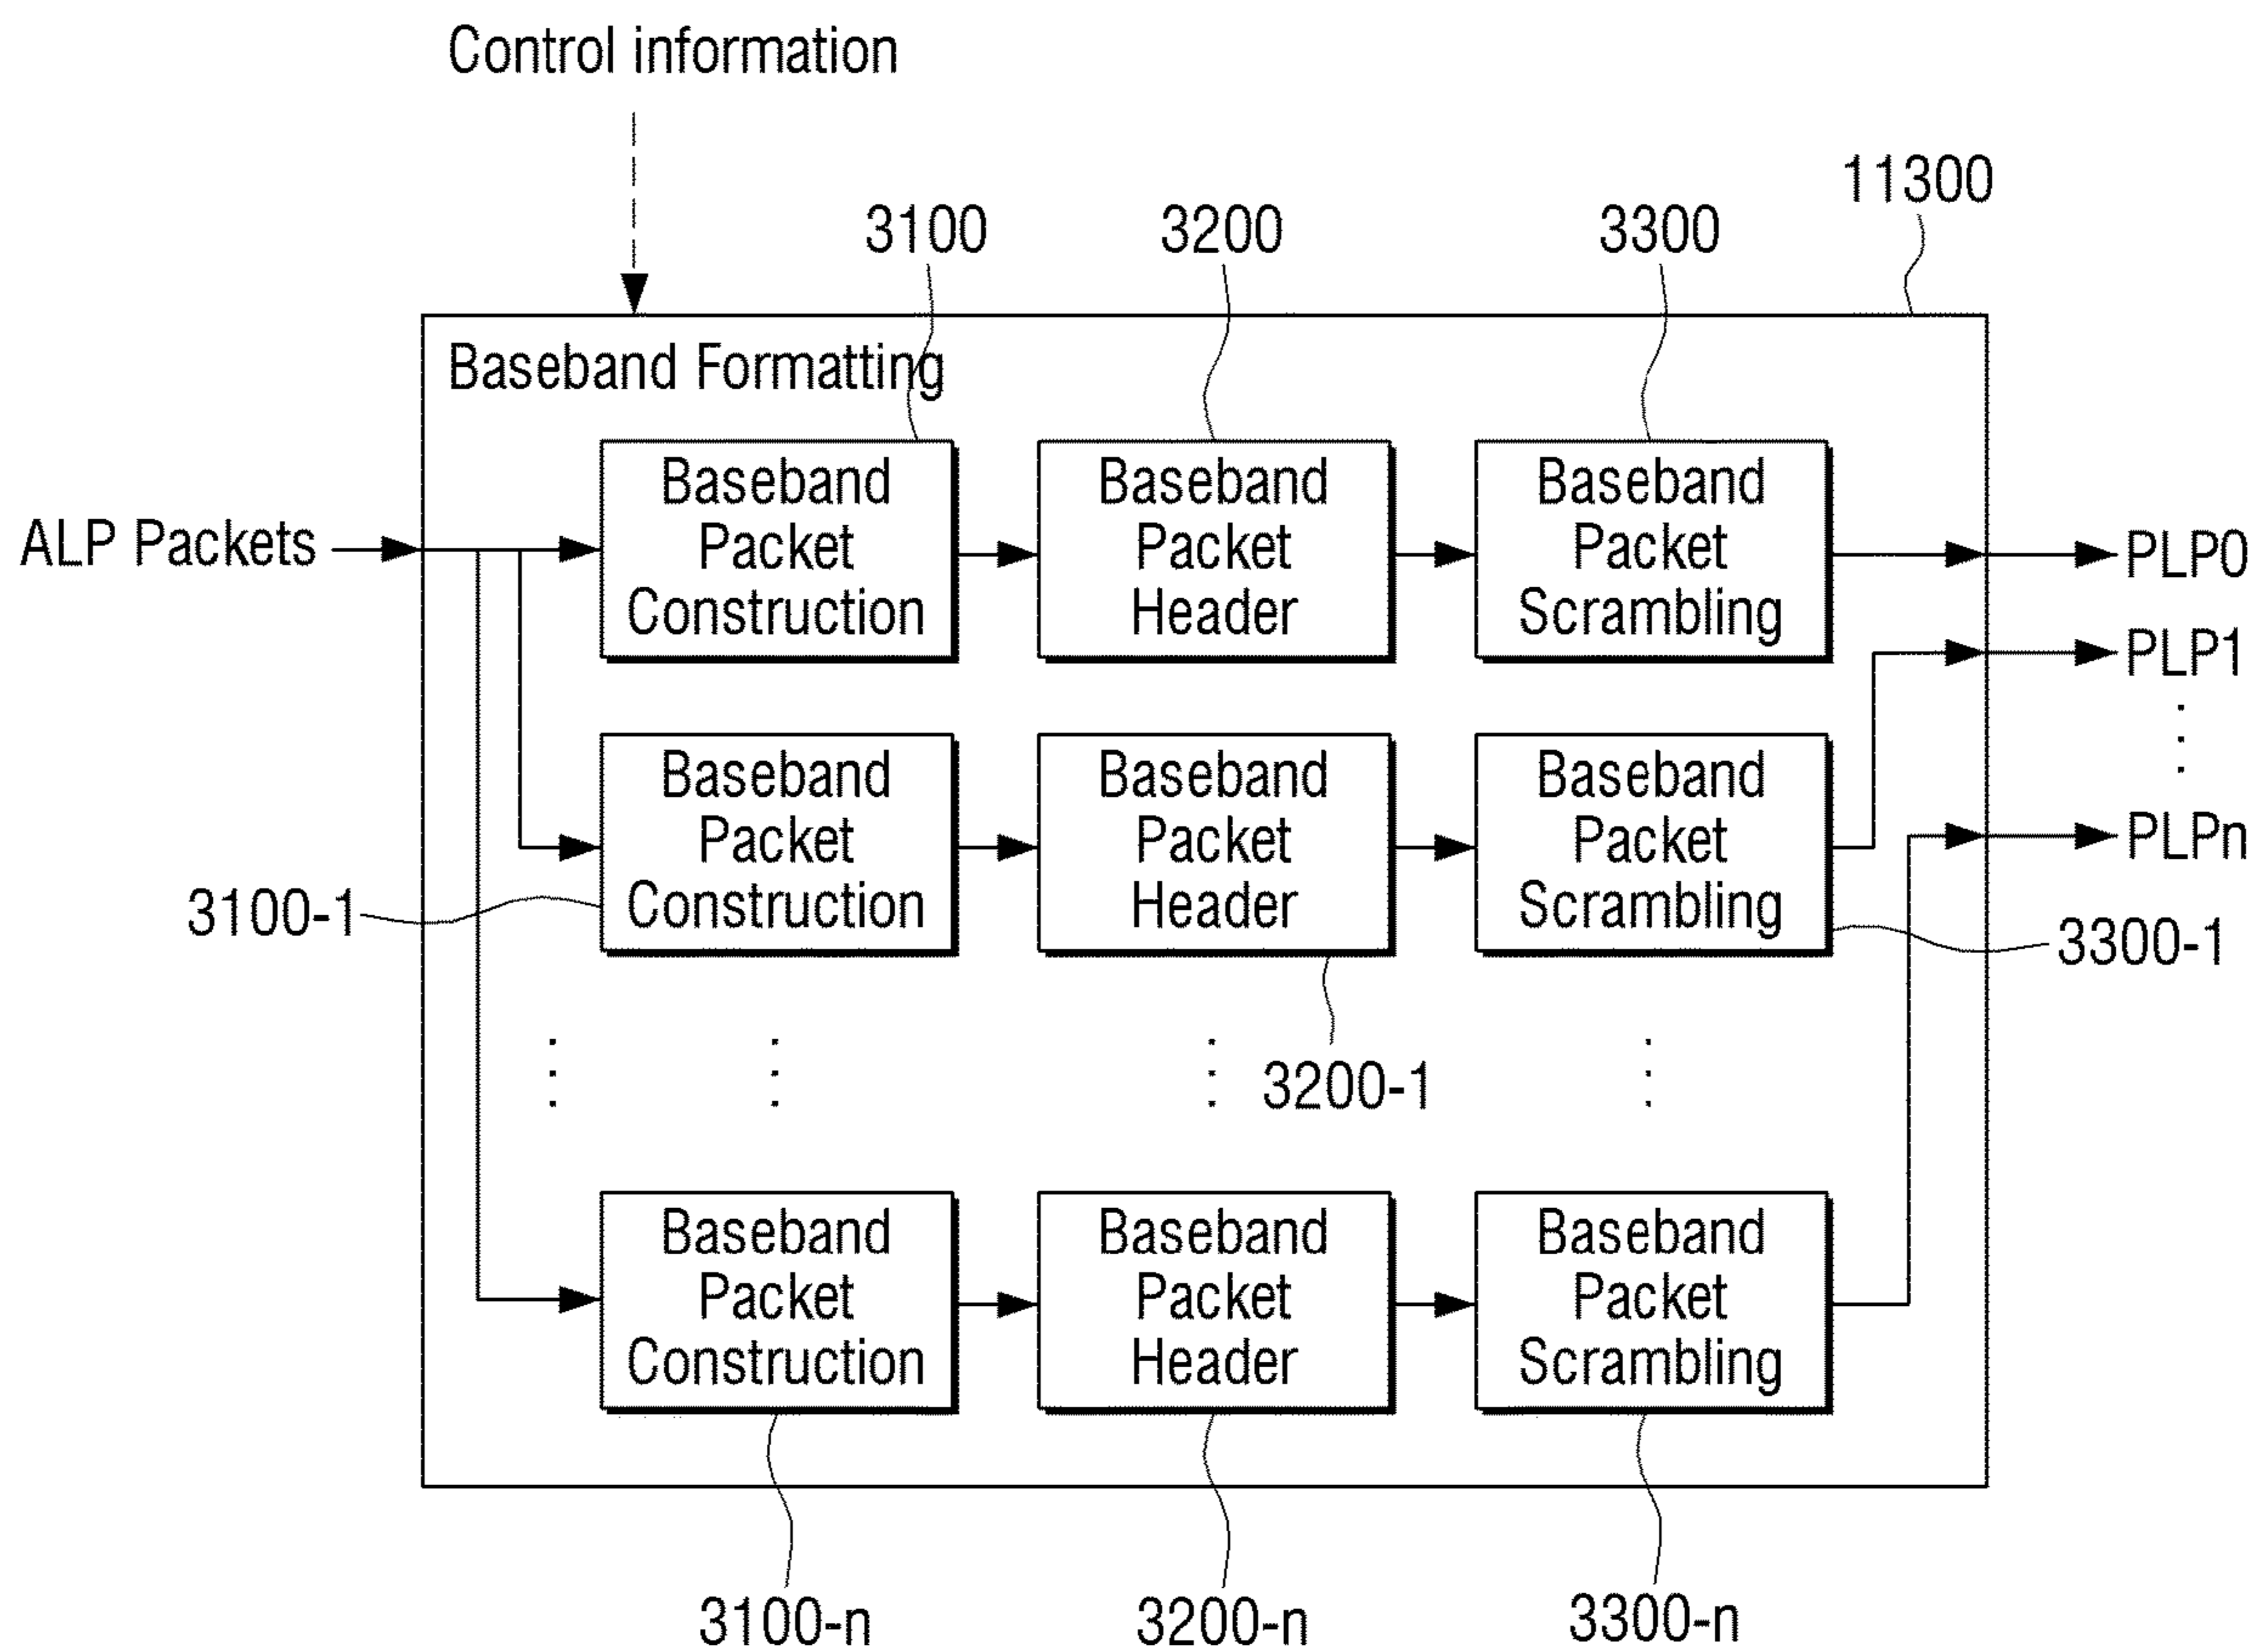 Control information
11300
3100
3200
3300
Baseband Formatting
Baseband
Packet
Construction
Baseband
Packet
Header
Baseband
Packet
Scrambling
ALP Packets
PLP0
PLP1
PLPn
Baseband
Packet
Construction
Baseband
Packet
Header
Baseband
Packet
Scrambling
3100-1
3300-1
3200-1
Baseband
Packet
Construction
Baseband
Packet
Header
Baseband
Packet
Scrambling
3100-n
3200-n
3300-n